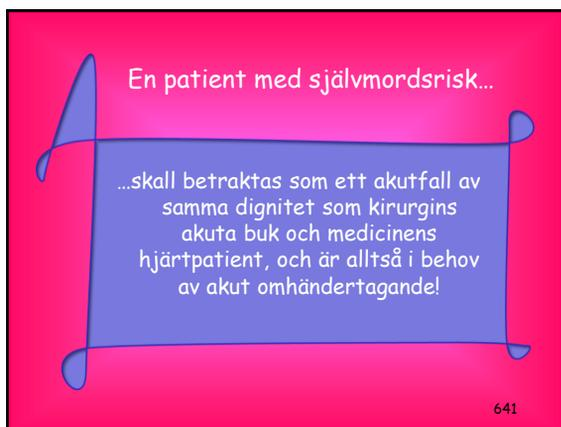 En patient med självmordsrisk…
…skall betraktas som ett akutfall av
samma dignitet som kirurgins
akuta buk och medicinens
hjärtpatient, och är alltså i behov
av akut omhändertagande!
641